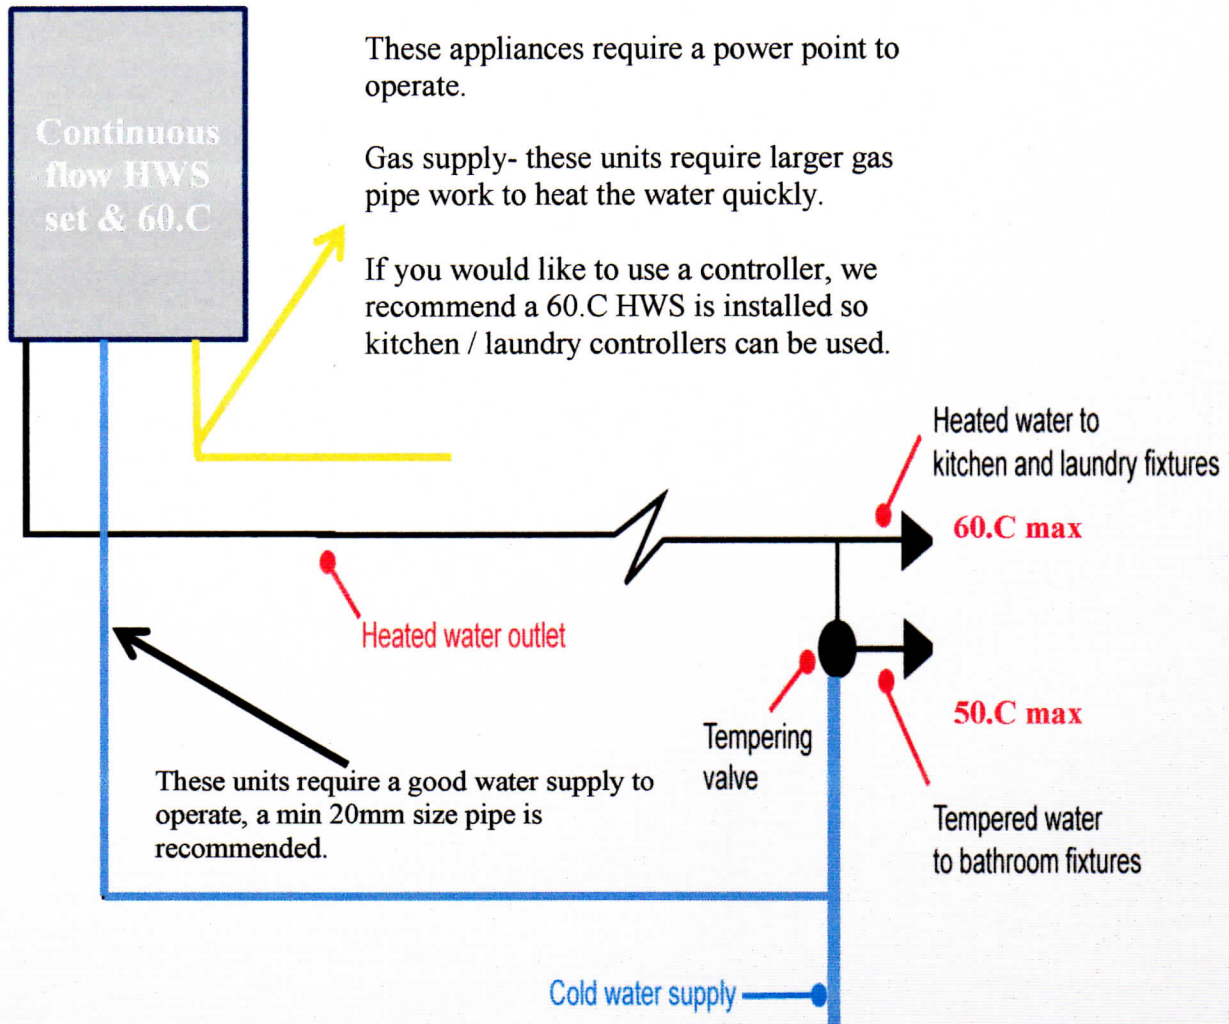 These appliances require a power point to
operate.
Continuous
flow HWS
set & 60.C
Gas supply- these units require larger gas
pipe work to heat the water quickly.
If you would like to use a controller, we
recommend a 60.C HWS is installed so
kitchen / laundry controllers can be used.
Heated water to
kitchen and laundry fixtures
60.C max
Heated water outlet
50.C max
Tempering
valve
These units require a good water supply to
operate, a min 20mm size pipe is
recommended.
Tempered water
to bathroom fixtures
Cold water supply